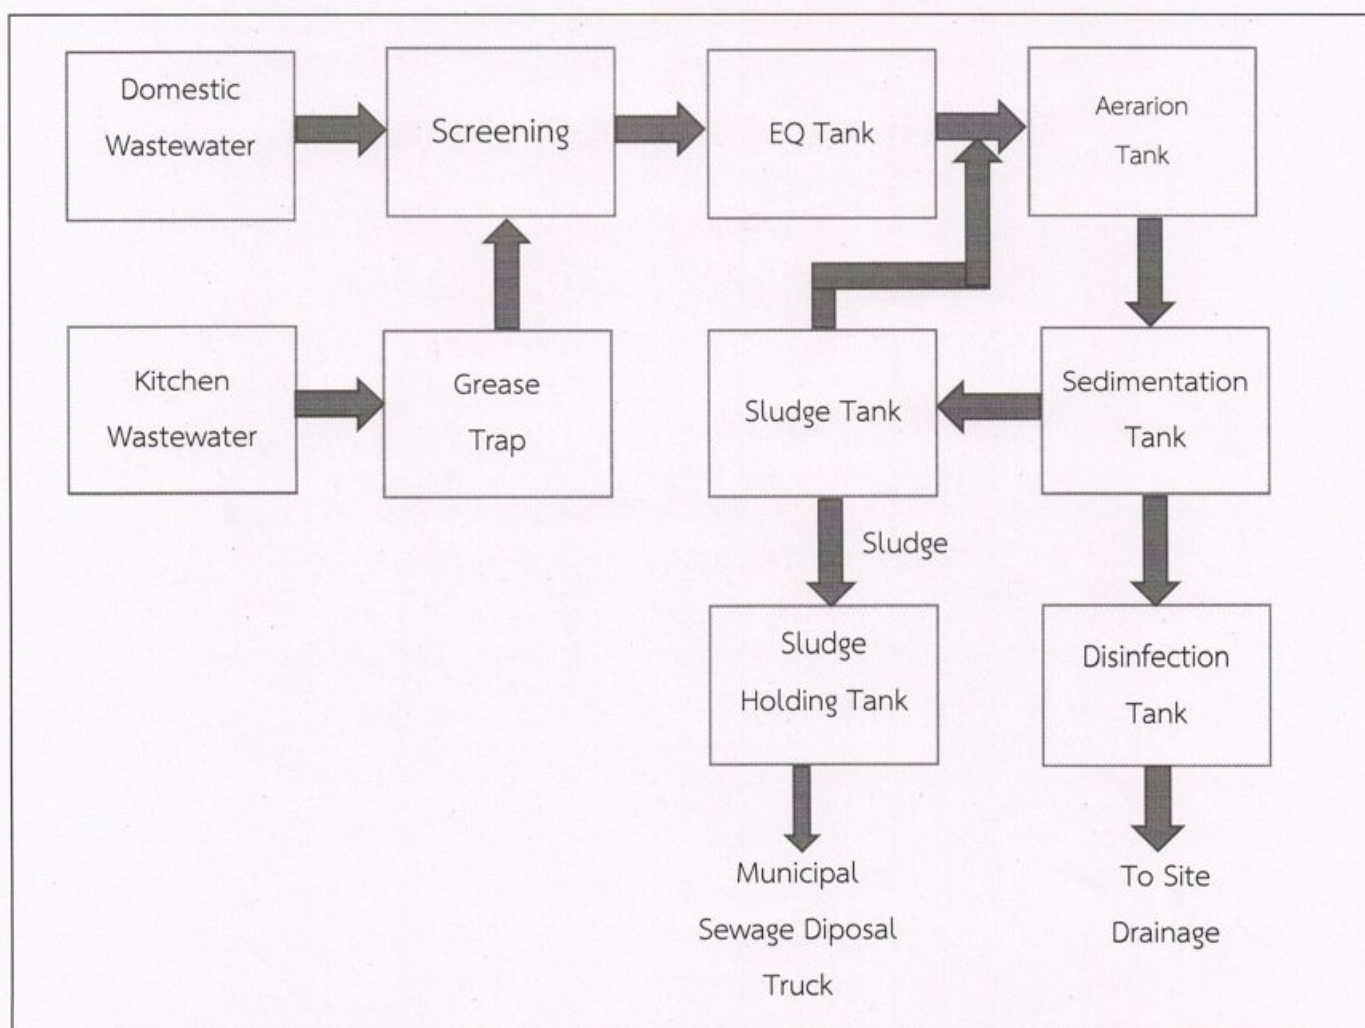 Domestic
Wastewater
Screening
EQ Tank
Aerarion
Tank
Kitchen
Wastewater
Grease
Trap
Sludge Tank
Sedimentation
Tank
Sludge
Sludge
Holding Tank
Disinfection
Tank
Municipal
Sewage Diposal
Truck
To Site
Drainage